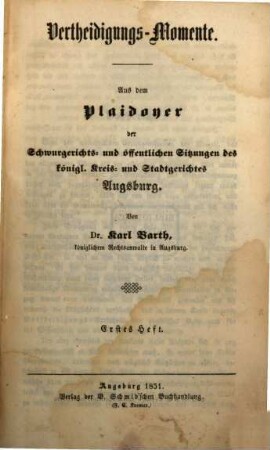 Vertheidigungs-Momente.
Aus dem
Plaidoyer
der
Schwurgerichts- und öffentlichen Sitzungen des
königl. Kreis- und Stadtgerichtes
Augsburg.
Von
Dr. Karl Barth,
königlichem Rechtsanwalte in Augsburg.
Erstes Heft.
Augsburg 1851.
Verlag der B. Schmid'schen Buchhandlung.
(F. C. Kremer.)